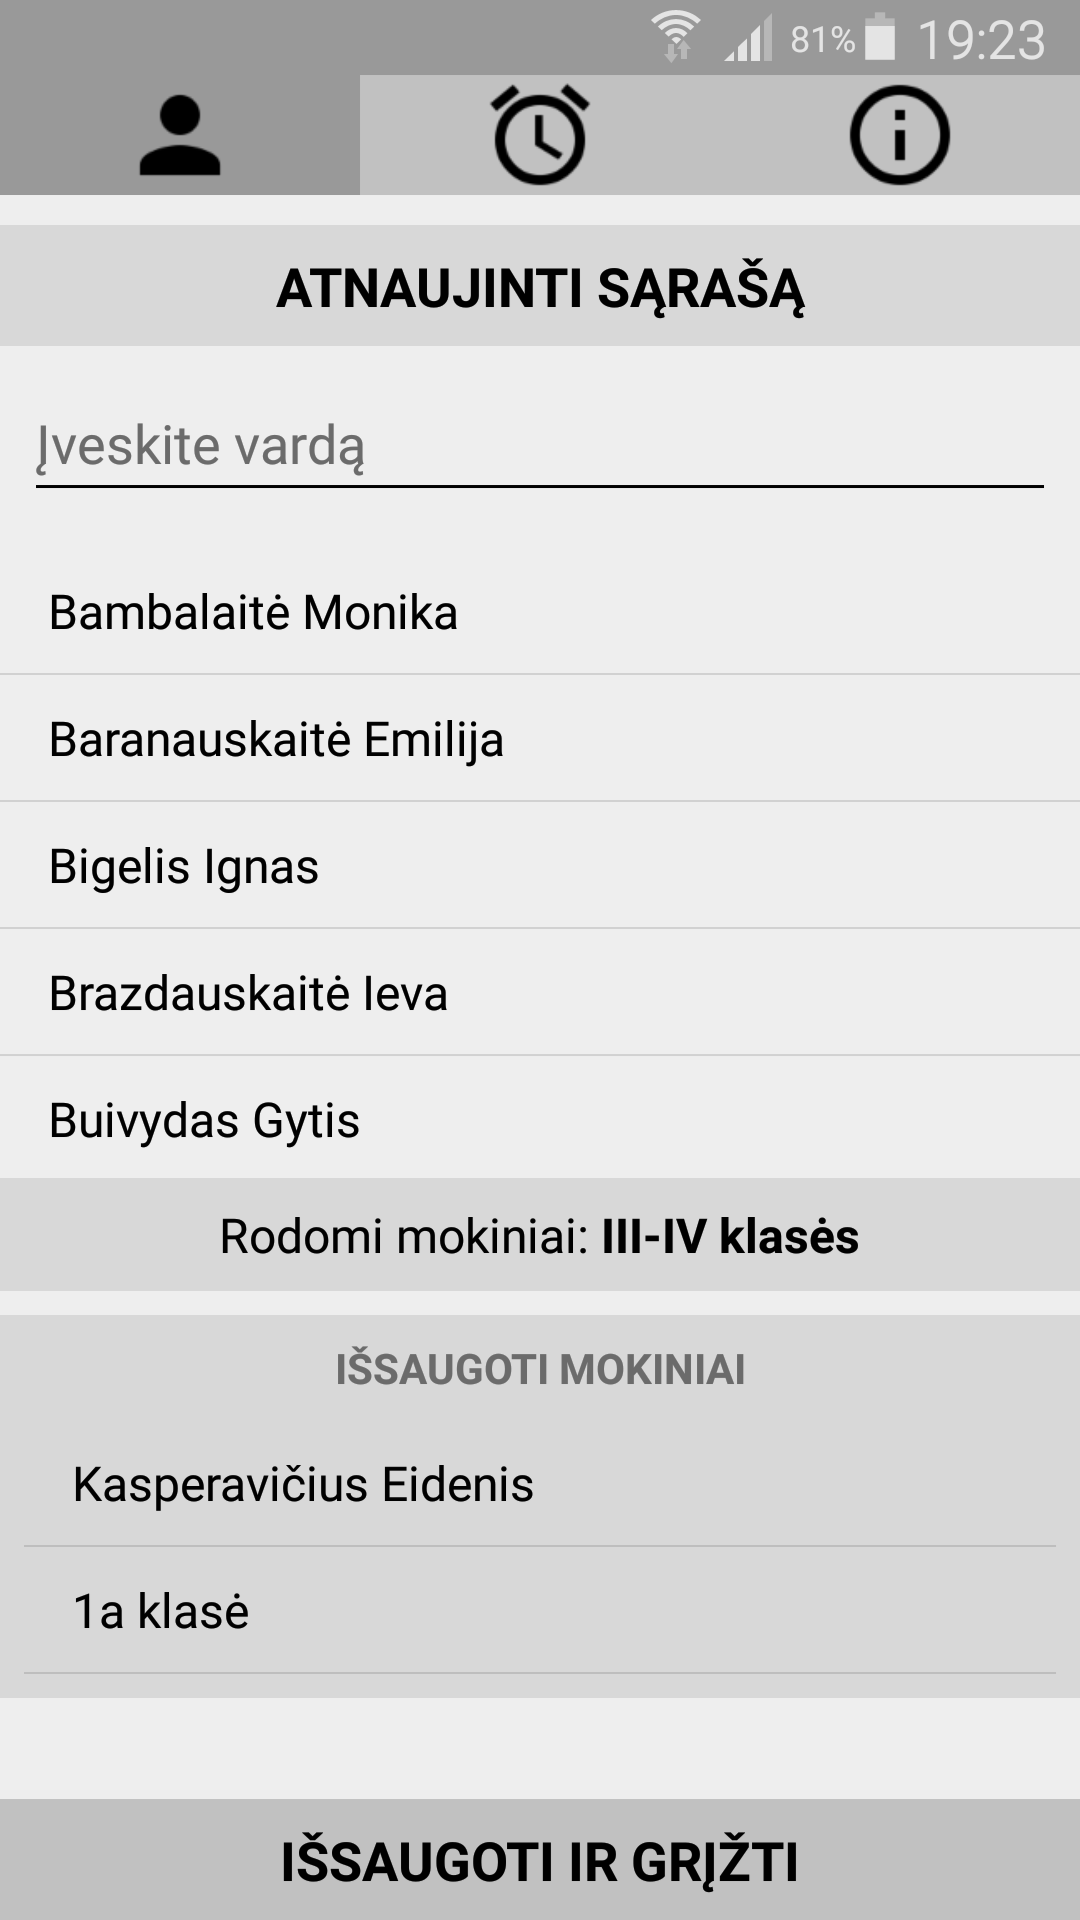 81% 19:23
ATNAUJINTI SĄRAŠĄ
Įveskite vardą
Bambalaitė Monika
Baranauskaitė Emilija
Bigelis Ignas
Brazdauskaitė Ieva
Buivydas Gytis
Rodomi mokiniai: III-IV klasės
IŠSAUGOTI MOKINIAI
Kasperavičius Eidenis
1a klasė
IŠSAUGOTI IR GRĮŽTI